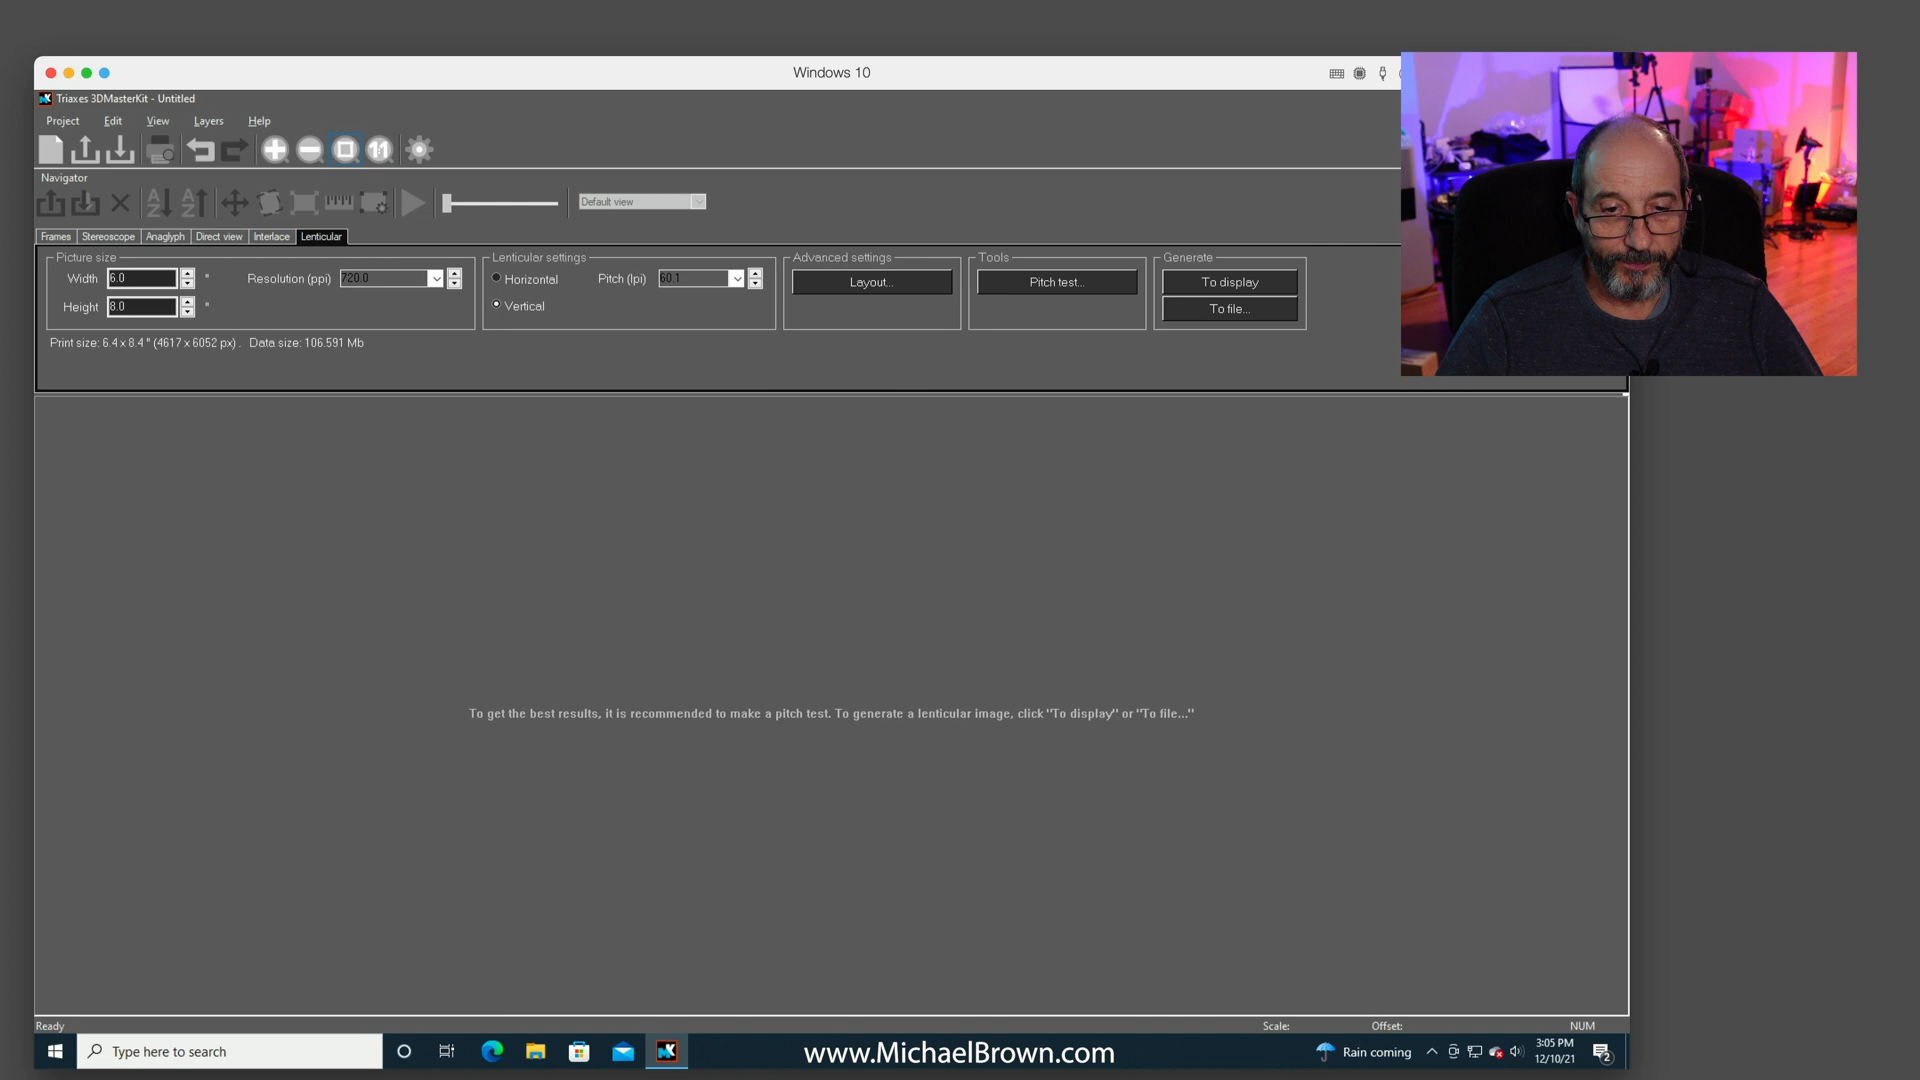 Windows 10
Triaxes 3DMasterKit - Untitled
Project Edit View Layers Help
1:1
Navigator
Default view
Frames Stereoscope Anaglyph Direct view Interlace Lenticular
Picture size Lenticular settings Advanced settings Tools Generate
Width 6.0 " Resolution (ppi) 720.0 Horizontal Pitch (lpi) 60.1 Layout... Pitch test... To display
Height 8.0 " Vertical To file...
Print size: 6.4 x 8.4 " (4617 x 6052 px) . Data size: 106.591 Mb
To get the best results, it is recommended to make a pitch test. To generate a lenticular image, click "To display" or "To file..."
Ready Scale: Offset: NUM
Type here to search www.MichaelBrown.com Rain coming 3:05 PM
12/10/21 2